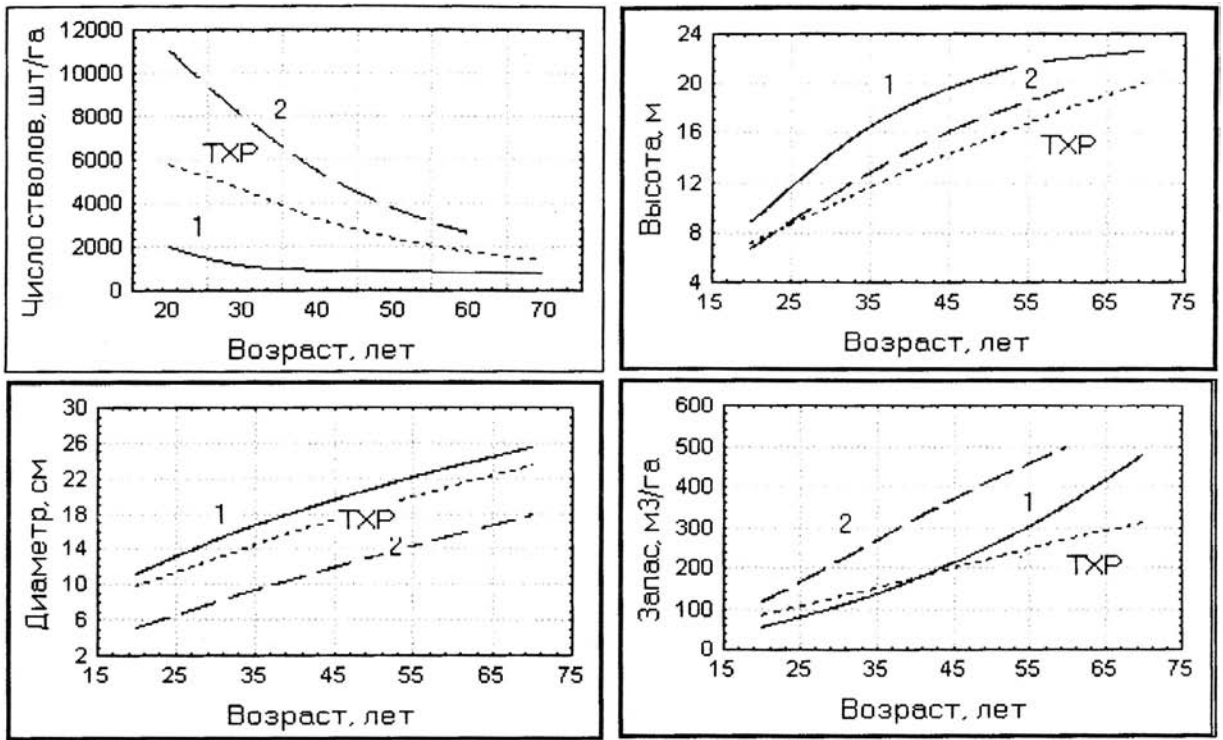 Число стволов, шт/га
12000
10000
8000
6000
4000
2000
0
2
ТХР
1
20 30 40 50 60 70
Возраст, лет
Высота, м
24
20
16
12
8
4
1
2
ТХР
15 25 35 45 55 65 75
Возраст, лет
Диаметр, см
30
26
22
18
14
10
6
2
1
ТХР
2
15 25 35 45 55 65 75
Возраст, лет
Запас, м3/га
600
500
400
300
200
100
0
2
1
ТХР
15 25 35 45 55 65 75
Возраст, лет